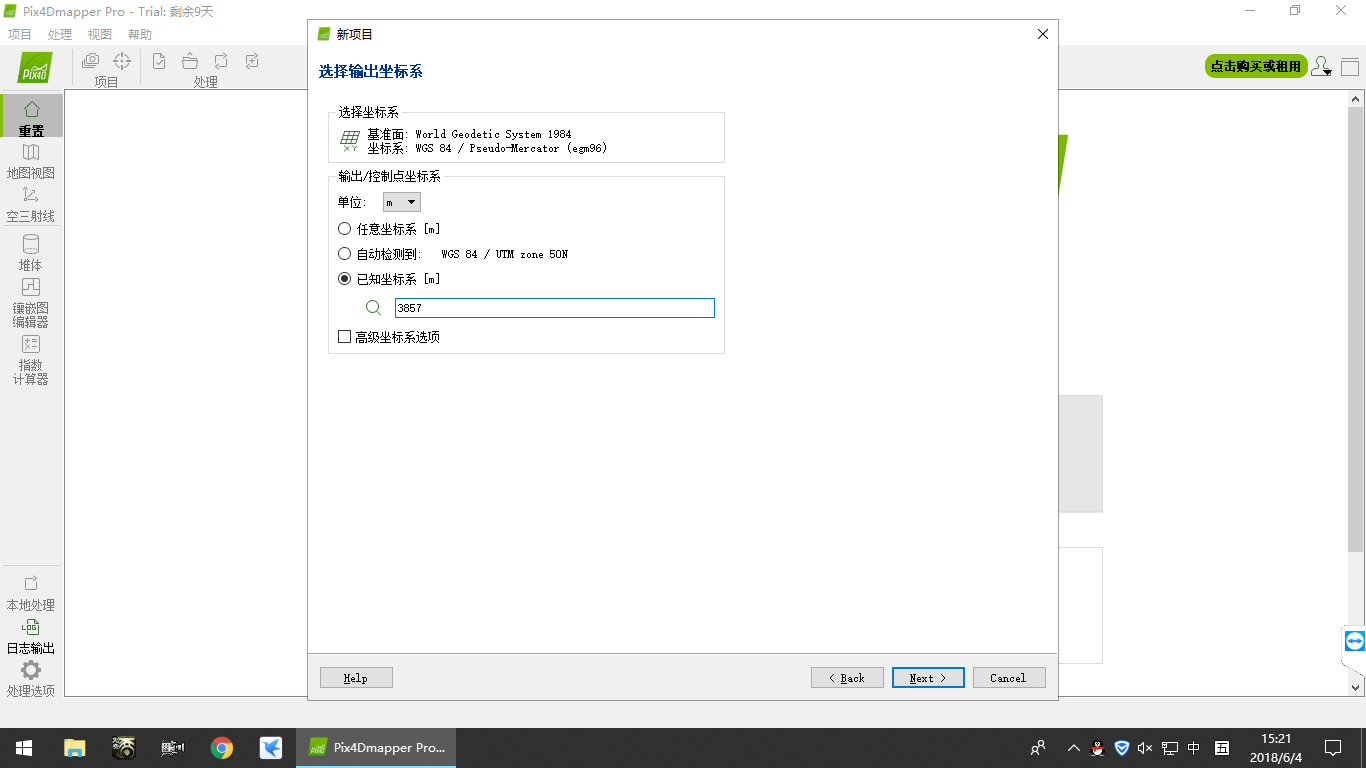 Pix4Dmapper Pro - Trial: 剩余9天
项目 处理 视图 帮助
PIX4D
项目
处理
点击购买或租用
重置
地图视图
空三射线
堆体
镶嵌图
编辑器
指数
计算器
本地处理
LOG
日志输出
处理选项
新项目
选择输出坐标系
选择坐标系
X Y
基准面: World Geodetic System 1984
坐标系: WGS 84 / Pseudo-Mercator (egm96)
输出/控制点坐标系
单位: m
任意坐标系 [m]
自动检测到: WGS 84 / UTM zone 50N
已知坐标系 [m]
3857
高级坐标系选项
Help < Back Next > Cancel
PIX4D
Pix4Dmapper Pro...
中
五
15:21
2018/6/4